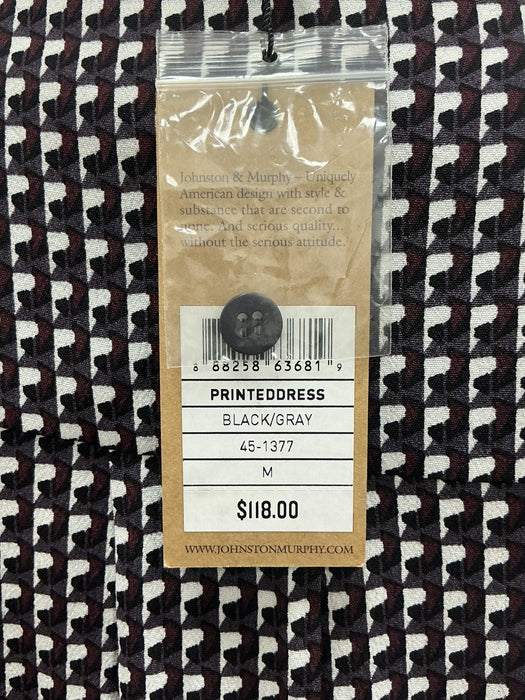 Johnston & Murphy – Uniquely
American design with style &
substance that are second to
none. And serious quality...
without the serious attitude.
8 88258 63681 9
PRINTEDDRESS
BLACK/GRAY
45-1377
M
$118.00
WWW.JOHNSTONMURPHY.COM